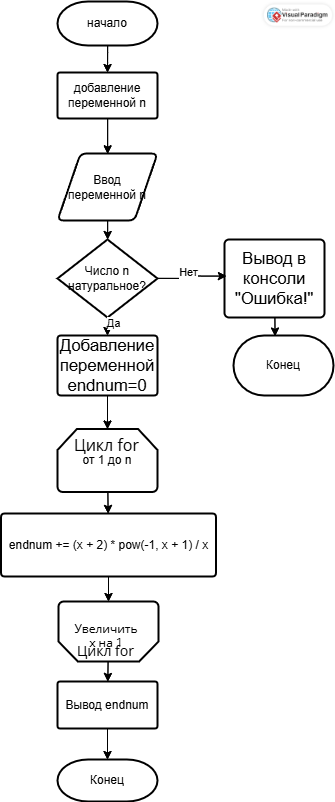 начало
VisualParadigm
добавление
переменной n
Ввод
переменной n
Число n
натуральное?
Нет
Вывод в
консоли
"Ошибка!"
Да
Конец
Добавление
переменной
endnum=0
Цикл for
от 1 до n
endnum += (x + 2) * pow(-1, x + 1) / x
Увеличить
x на 1
Цикл for
Вывод endnum
Конец